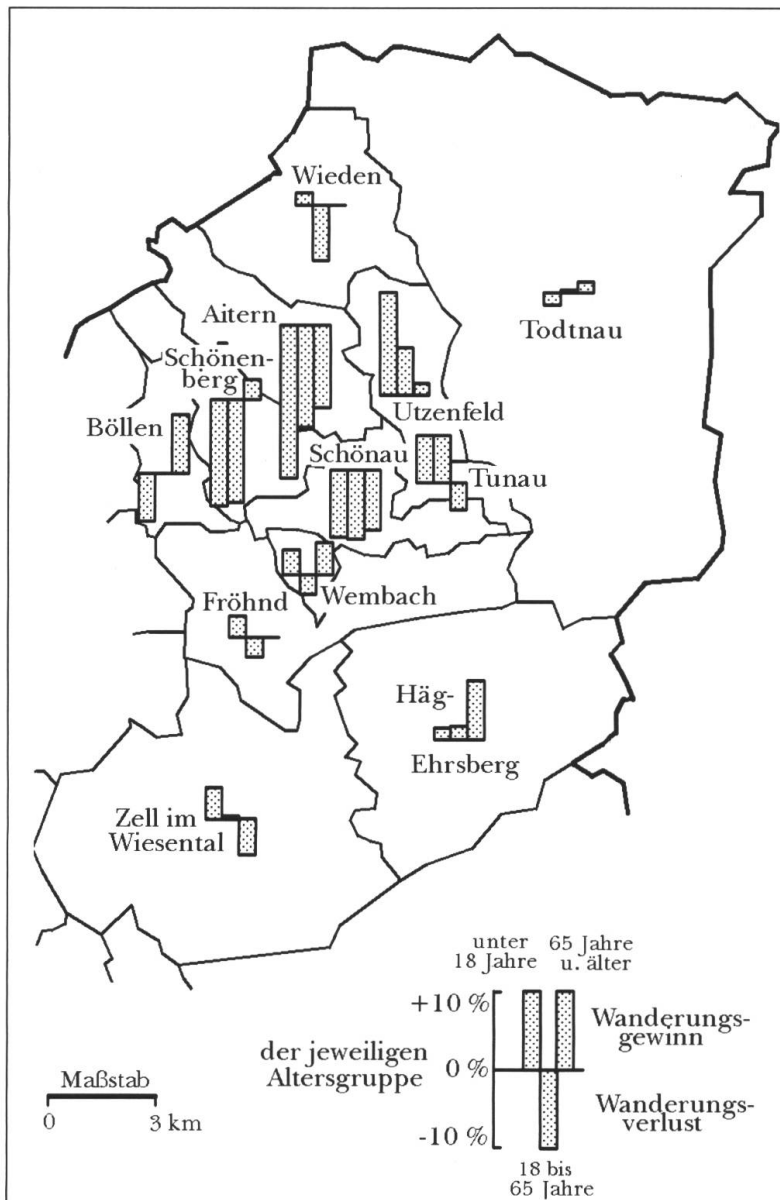 Wieden
Aitern
Todtnau
Schönen-
berg
Utzenfeld
Böllen
Schönau
Tunau
Wembach
Fröhnd
Häg-
Ehrsberg
Zell im
Wiesental
unter
18 Jahre
65 Jahre
u. älter
+10 %
Wanderungs-
gewinn
der jeweiligen
Altersgruppe
0 %
Maßstab
0 3 km
Wanderungs-
verlust
-10 %
18 bis
65 Jahre